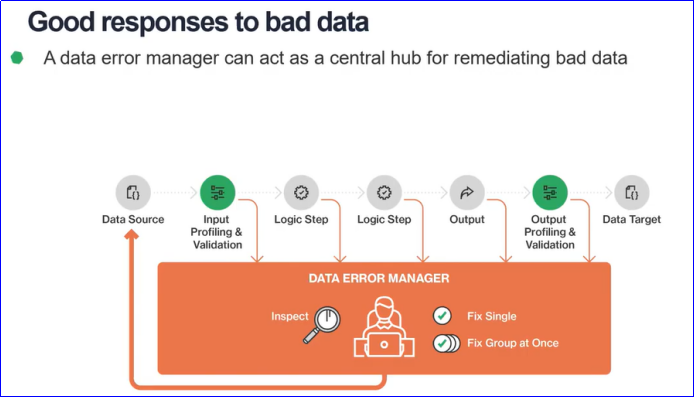 Good responses to bad data
A data error manager can act as a central hub for remediating bad data
Data Source
Input
Profiling &
Validation
Logic Step
Logic Step
Output
Output
Profiling &
Validation
Data Target
DATA ERROR MANAGER
Inspect
Fix Single
Fix Group at Once